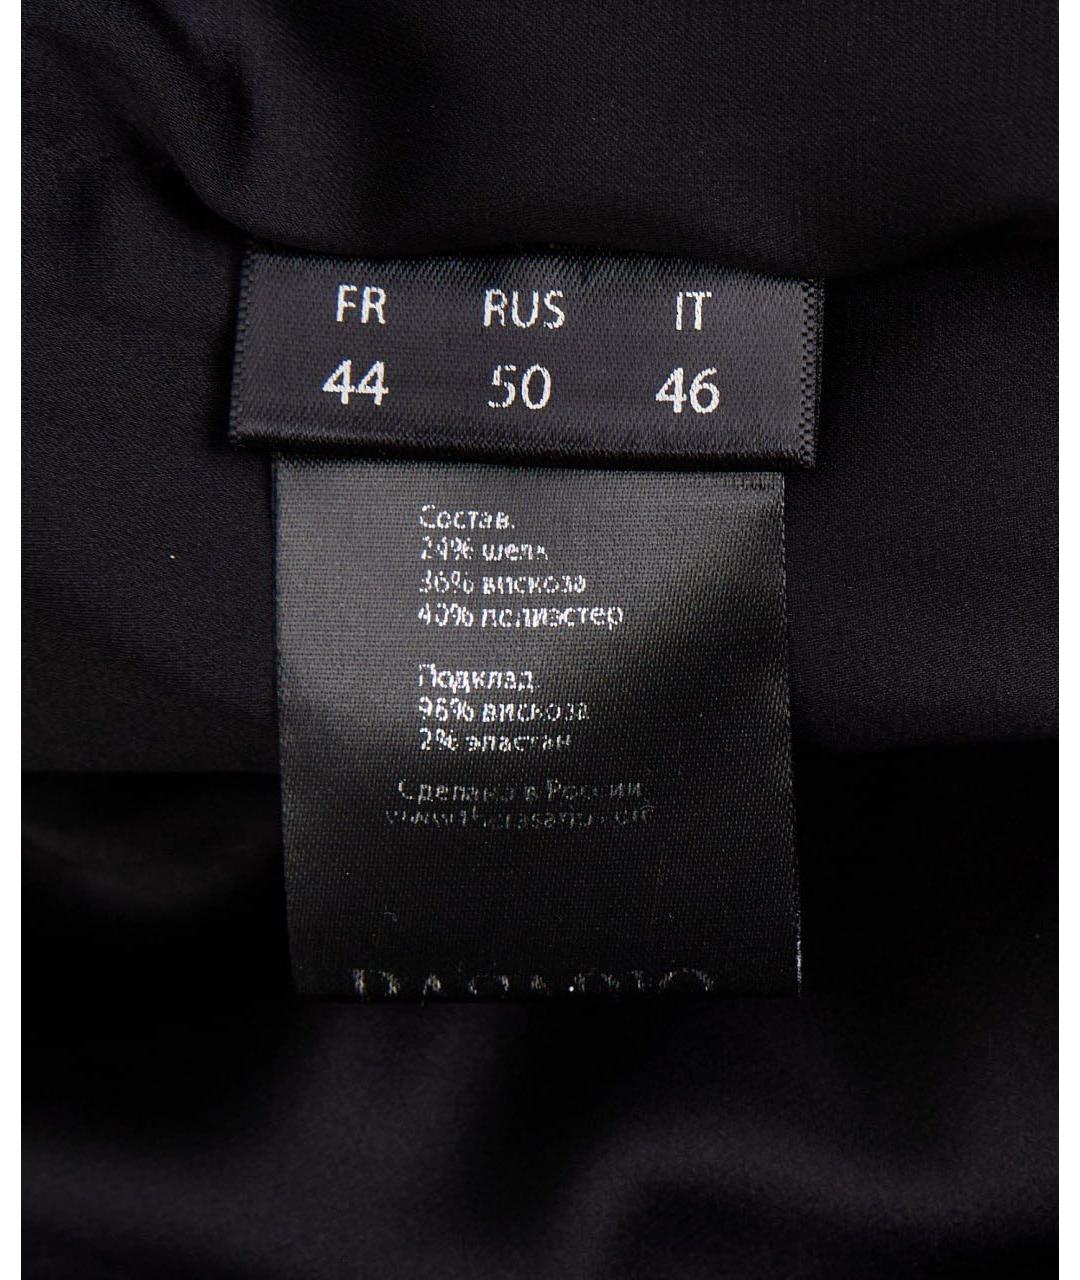 FR RUS IT
44 50 46
Состав:
24% шелк
36% вискоза
40% полиэстер
Подклад:
98% вискоза
2% эластан
Сделано в России